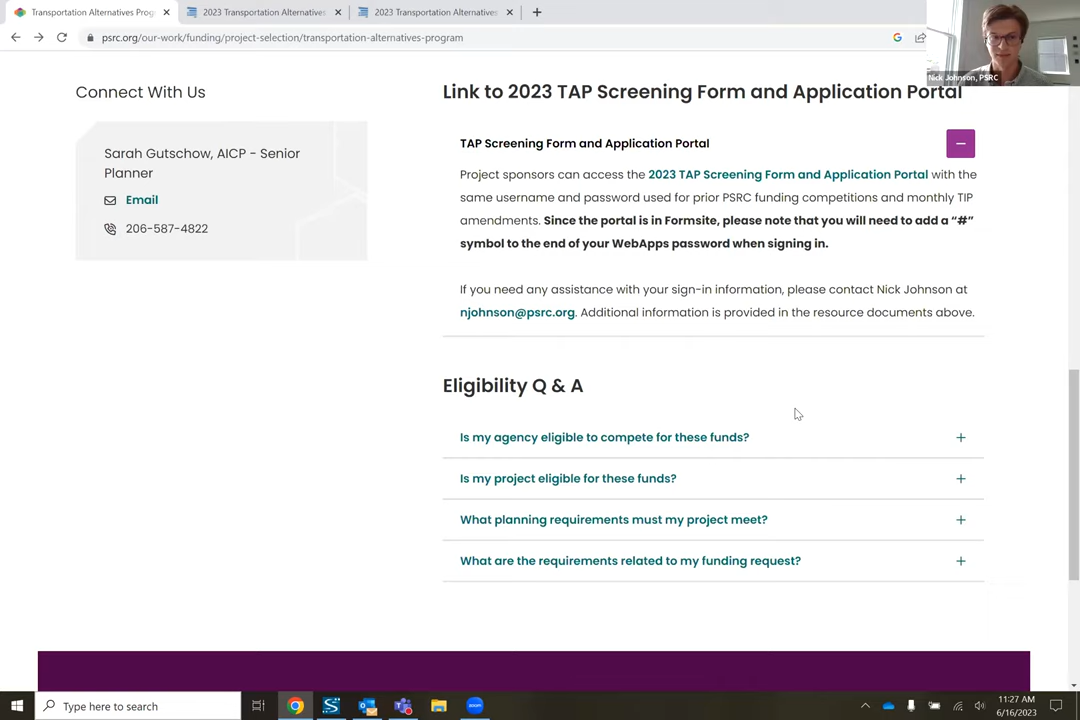 Transportation Alternatives Prog
2023 Transportation Alternatives
2023 Transportation Alternatives
psrc.org/our-work/funding/project-selection/transportation-alternatives-program
Nick Johnson, PSRC
Connect With Us
Sarah Gutschow, AICP - Senior
Planner
Email
206-587-4822
Link to 2023 TAP Screening Form and Application Portal
TAP Screening Form and Application Portal
Project sponsors can access the 2023 TAP Screening Form and Application Portal with the
same username and password used for prior PSRC funding competitions and monthly TIP
amendments. Since the portal is in Formsite, please note that you will need to add a “#”
symbol to the end of your WebApps password when signing in.
If you need any assistance with your sign-in information, please contact Nick Johnson at
njohnson@psrc.org. Additional information is provided in the resource documents above.
Eligibility Q & A
Is my agency eligible to compete for these funds?
Is my project eligible for these funds?
What planning requirements must my project meet?
What are the requirements related to my funding request?
Type here to search
zoom
11:27 AM
6/16/2023